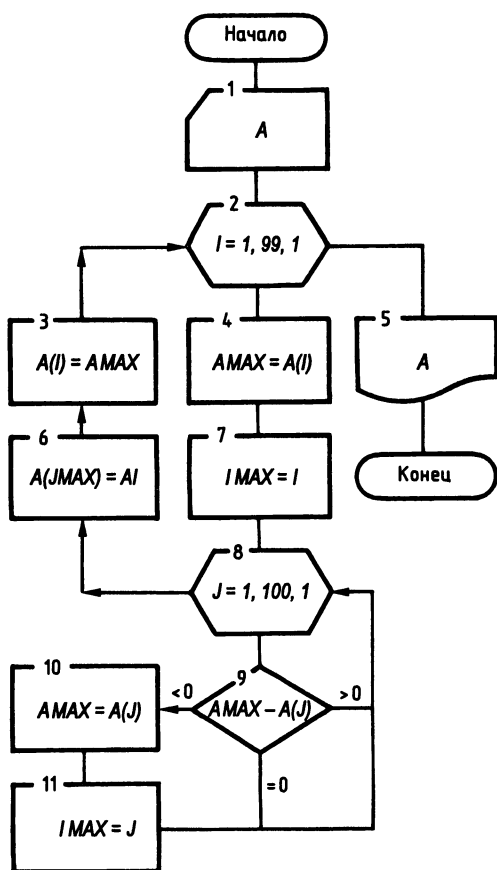 Начало
1
A
2
I = 1, 99, 1
3
A(I) = AMAX
4
AMAX = A(I)
5
A
6
A(JMAX) = AI
7
IMAX = I
Конец
8
J = 1, 100, 1
9
AMAX – A(J)
<0
>0
=0
10
AMAX = A(J)
11
IMAX = J